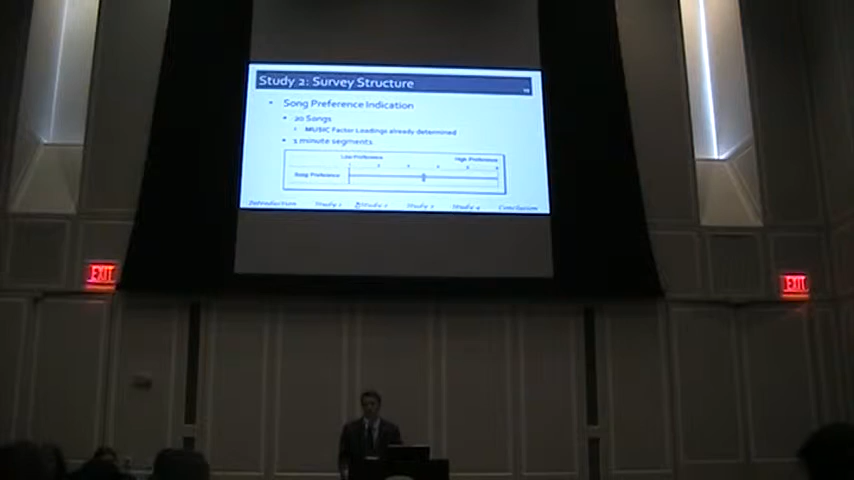 Study 2: Survey Structure
Song Preference Indication
20 Songs
MUSIC Factor Loadings already determined
1 minute segments
Low Preference High Preference
Song Preference
Introduction Study 1 Study 2 Study 3 Study 4 Conclusion
EXIT EXIT